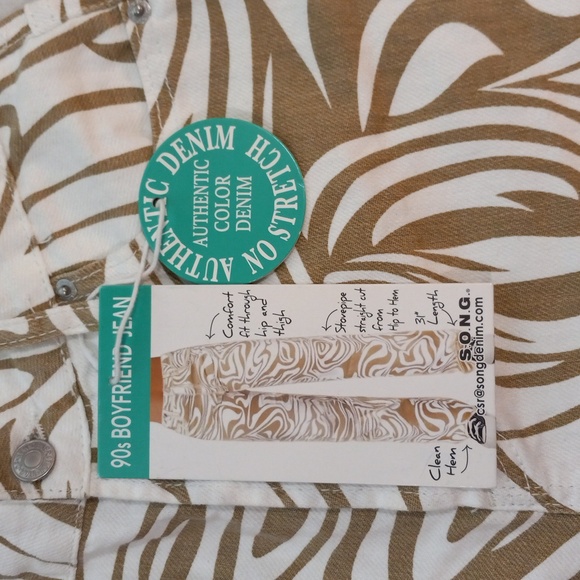 NO STRETCH
AUTHENTIC DENIM
AUTHENTIC
COLOR
DENIM
90s BOYFRIEND JEAN
Comfort
fit through
hip and
thigh
Stovepipe
straight cut
from
Hip to Hem
31"
Length
Clean
Hem
S.O.N.G.
csr@songdenim.com